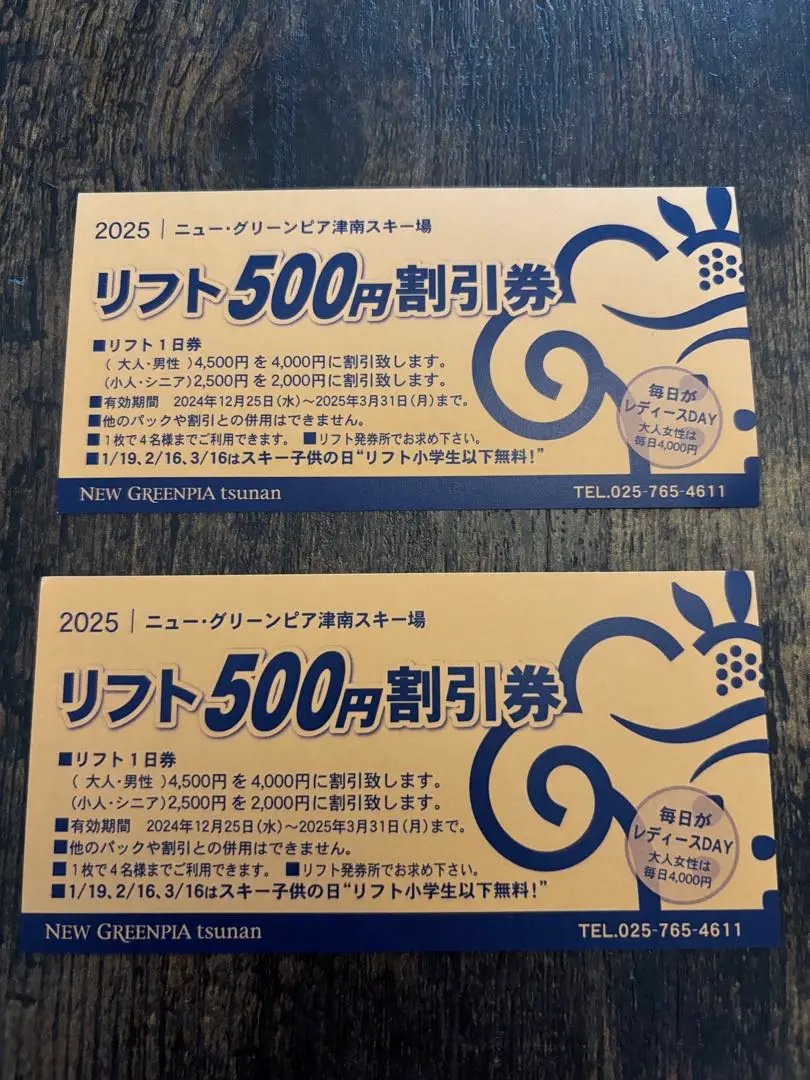 2025 | ニュー・グリーンピア津南スキー場
リフト500円割引券
■リフト1日券
( 大人・男性 )4,500円 を 4,000円に割引致します。
(小人・シニア)2,500円 を 2,000円に割引致します。
■有効期間 2024年12月25日(水)～2025年3月31日(月)まで。
■他のパックや割引との併用はできません。
■1枚で4名様までご利用できます。 ■リフト発券所でお求め下さい。
■1/19、2/16、3/16はスキー子供の日“リフト小学生以下無料!”
毎日が
レディースDAY
大人女性は
毎日4,000円
NEW GREENPIA tsunan
TEL.025-765-4611
2025 | ニュー・グリーンピア津南スキー場
リフト500円割引券
■リフト1日券
( 大人・男性 )4,500円 を 4,000円に割引致します。
(小人・シニア)2,500円 を 2,000円に割引致します。
■有効期間 2024年12月25日(水)～2025年3月31日(月)まで。
■他のパックや割引との併用はできません。
■1枚で4名様までご利用できます。 ■リフト発券所でお求め下さい。
■1/19、2/16、3/16はスキー子供の日“リフト小学生以下無料!”
毎日が
レディースDAY
大人女性は
毎日4,000円
NEW GREENPIA tsunan
TEL.025-765-4611